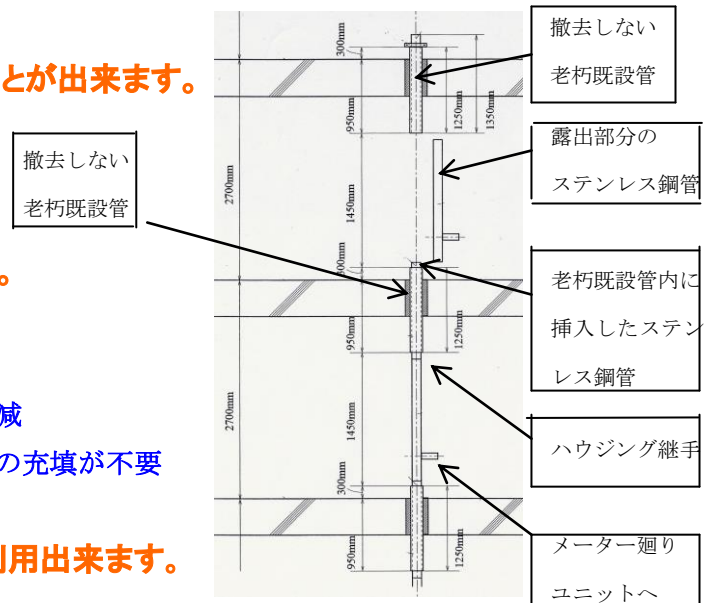 とが出来ます。
。
減
の充填が不要
利用出来ます。
撤去しない
老朽既設管
撤去しない
老朽既設管
露出部分の
ステンレス鋼管
老朽既設管内に
挿入したステン
レス鋼管
ハウジング継手
メーター廻り
ユニットへ
300mm
950mm
1250mm
1350mm
2700mm
1450mm
300mm
950mm
1250mm
2700mm
1450mm
300mm
950mm
1250mm